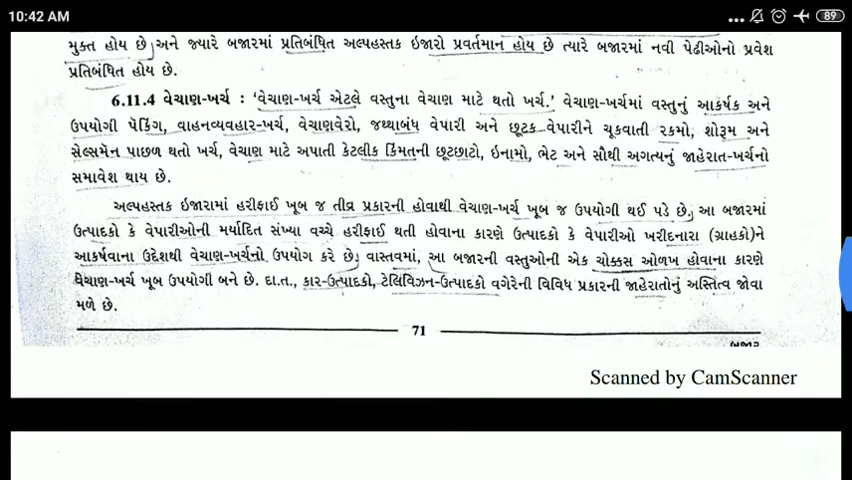 10:42 AM
89
મુક્ત હોય છે અને જ્યારે બજારમાં પ્રતિબંધિત અલ્પહસ્તક ઇજારો પ્રવર્તમાન હોય છે ત્યારે બજારમાં નવી પેઢીઓનો પ્રવેશ
પ્રતિબંધિત હોય છે.
6.11.4 વેચાણ-ખર્ચ : 'વેચાણ-ખર્ચ એટલે વસ્તુના વેચાણ માટે થતો ખર્ચ.' વેચાણ-ખર્ચમાં વસ્તુનું આકર્ષક અને
ઉપયોગી પૅકિંગ, વાહનવ્યવહાર-ખર્ચ, વેચાણવેરો, જથ્થાબંધ વેપારી અને છૂટક વેપારીને ચૂકવાતી રકમો, શોરૂમ અને
સેલ્સમૅન પાછળ થતો ખર્ચ, વેચાણ માટે અપાતી કેટલીક કિંમતની છૂટછાટો, ઇનામો, ભેટ અને સૌથી અગત્યનું જાહેરાત-ખર્ચનો
સમાવેશ થાય છે.
અલ્પહસ્તક ઇજારામાં હરીફાઈ ખૂબ જ તીવ્ર પ્રકારની હોવાથી વેચાણ-ખર્ચ ખૂબ જ ઉપયોગી થઈ પડે છે, આ બજારમાં
ઉત્પાદકો કે વેપારીઓની મર્યાદિત સંખ્યા વચ્ચે હરીફાઈ થતી હોવાના કારણે ઉત્પાદકો કે વેપારીઓ ખરીદનારા (ગ્રાહકો)ને
આકર્ષવાના ઉદ્દેશથી વેચાણ-ખર્ચનો ઉપયોગ કરે છે. વાસ્તવમાં, આ બજારની વસ્તુઓની એક ચોક્કસ ઓળખ હોવાના કારણે
વેચાણ-ખર્ચ ખૂબ ઉપયોગી બને છે. દા.ત., કાર-ઉત્પાદકો, ટેલિવિઝન-ઉત્પાદકો વગેરેની વિવિધ પ્રકારની જાહેરાતોનું અસ્તિત્વ જોવા
મળે છે.
71
બજાર
Scanned by CamScanner